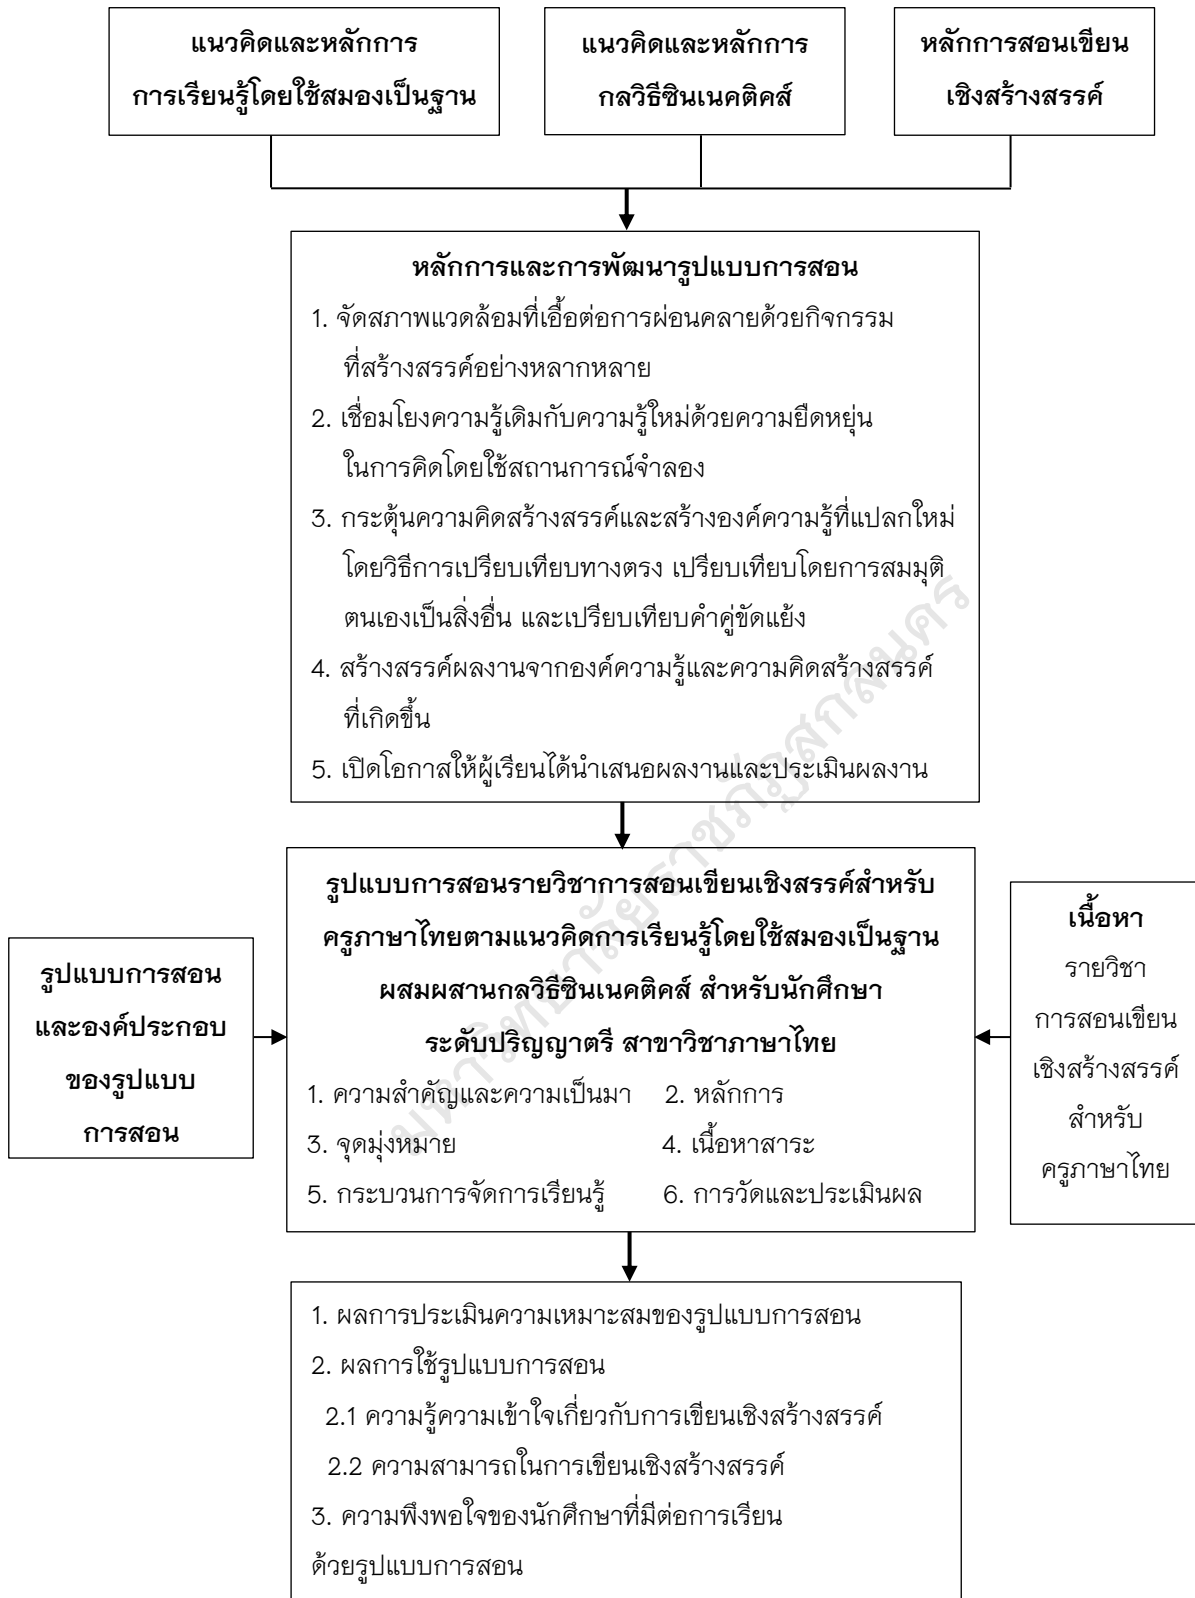 แนวคิดและหลักการ
การเรียนรู้โดยใช้สมองเป็นฐาน
แนวคิดและหลักการ
กลวิธีซินเนคติคส์
หลักการสอนเขียน
เชิงสร้างสรรค์
หลักการและการพัฒนารูปแบบการสอน
1. จัดสภาพแวดล้อมที่เอื้อต่อการผ่อนคลายด้วยกิจกรรม
ที่สร้างสรรค์อย่างหลากหลาย
2. เชื่อมโยงความรู้เดิมกับความรู้ใหม่ด้วยความยืดหยุ่น
ในการคิดโดยใช้สถานการณ์จำลอง
3. กระตุ้นความคิดสร้างสรรค์และสร้างองค์ความรู้ที่แปลกใหม่
โดยวิธีการเปรียบเทียบทางตรง เปรียบเทียบโดยการสมมุติ
ตนเองเป็นสิ่งอื่น และเปรียบเทียบคำคู่ขัดแย้ง
4. สร้างสรรค์ผลงานจากองค์ความรู้และความคิดสร้างสรรค์
ที่เกิดขึ้น
5. เปิดโอกาสให้ผู้เรียนได้นำเสนอผลงานและประเมินผลงาน
รูปแบบการสอน
และองค์ประกอบ
ของรูปแบบ
การสอน
รูปแบบการสอนรายวิชาการสอนเขียนเชิงสรรค์สำหรับ
ครูภาษาไทยตามแนวคิดการเรียนรู้โดยใช้สมองเป็นฐาน
ผสมผสานกลวิธีซินเนคติคส์ สำหรับนักศึกษา
ระดับปริญญาตรี สาขาวิชาภาษาไทย
1. ความสำคัญและความเป็นมา 2. หลักการ
3. จุดมุ่งหมาย 4. เนื้อหาสาระ
5. กระบวนการจัดการเรียนรู้ 6. การวัดและประเมินผล
เนื้อหา
รายวิชา
การสอนเขียน
เชิงสร้างสรรค์
สำหรับ
ครูภาษาไทย
1. ผลการประเมินความเหมาะสมของรูปแบบการสอน
2. ผลการใช้รูปแบบการสอน
2.1 ความรู้ความเข้าใจเกี่ยวกับการเขียนเชิงสร้างสรรค์
2.2 ความสามารถในการเขียนเชิงสร้างสรรค์
3. ความพึงพอใจของนักศึกษาที่มีต่อการเรียน
ด้วยรูปแบบการสอน
มหาวิทยาลัยราชภัฏสกลนคร